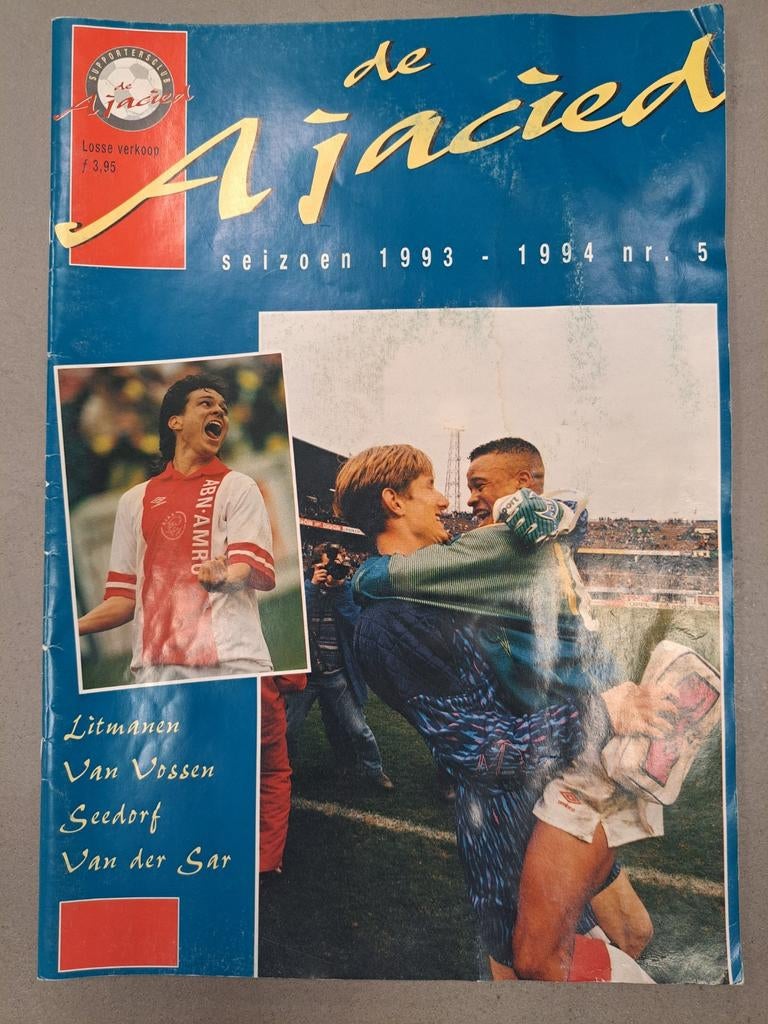 SUPPORTERSCLUB
de
Ajacied
Losse verkoop
ƒ 3,95
de
Ajacied
seizoen 1993 - 1994 nr. 5
ABN·AMRO
Litmanen
Van Vossen
Seedorf
Van der Sar